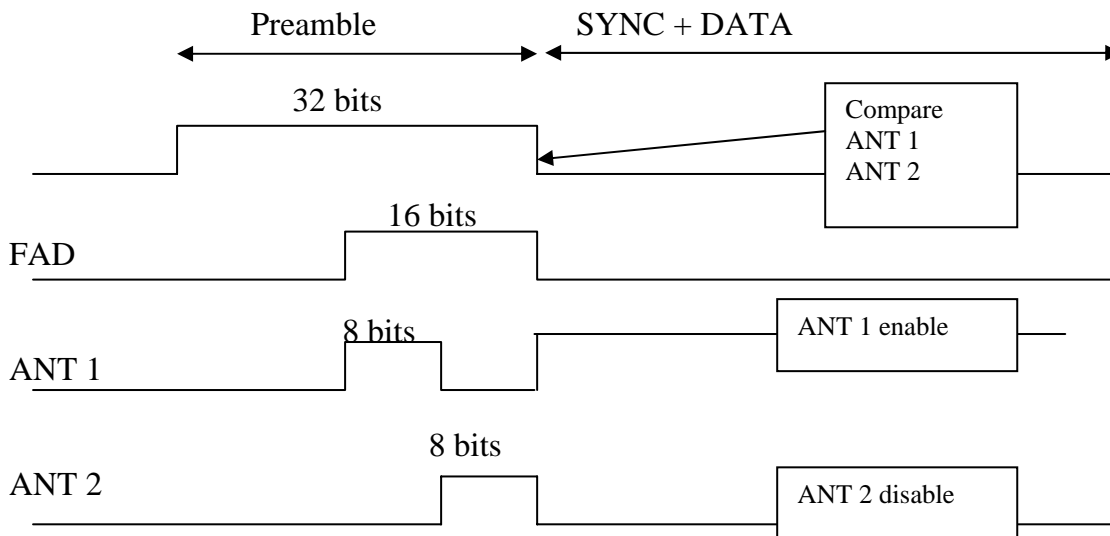 Preamble
SYNC + DATA
32 bits
Compare
ANT 1
ANT 2
16 bits
FAD
8 bits
ANT 1 enable
ANT 1
8 bits
ANT 2
ANT 2 disable